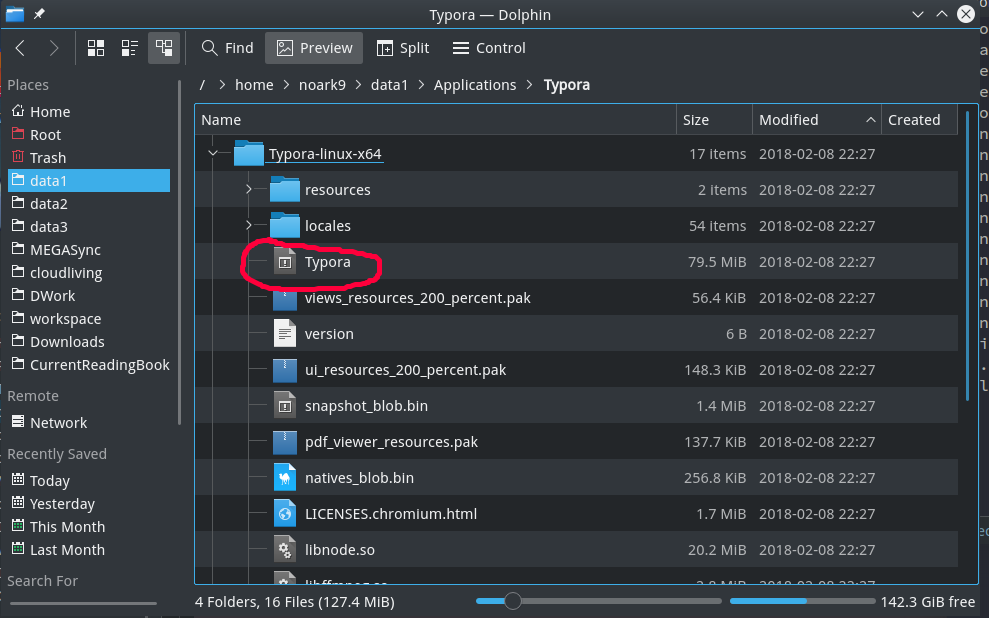 Typora — Dolphin
Find Preview Split Control
Places
Home
Root
Trash
data1
data2
data3
MEGASync
cloudliving
DWork
workspace
Downloads
CurrentReadingBook
Remote
Network
Recently Saved
Today
Yesterday
This Month
Last Month
Search For
/ > home > noark9 > data1 > Applications > Typora
Name Size Modified Created
Typora-linux-x64 17 items 2018-02-08 22:27
resources 2 items 2018-02-08 22:27
locales 54 items 2018-02-08 22:27
Typora 79.5 MiB 2018-02-08 22:27
views_resources_200_percent.pak 56.4 KiB 2018-02-08 22:27
version 6 B 2018-02-08 22:27
ui_resources_200_percent.pak 148.3 KiB 2018-02-08 22:27
snapshot_blob.bin 1.4 MiB 2018-02-08 22:27
pdf_viewer_resources.pak 137.7 KiB 2018-02-08 22:27
natives_blob.bin 256.8 KiB 2018-02-08 22:27
LICENSES.chromium.html 1.7 MiB 2018-02-08 22:27
libnode.so 20.2 MiB 2018-02-08 22:27
4 Folders, 16 Files (127.4 MiB) 142.3 GiB free